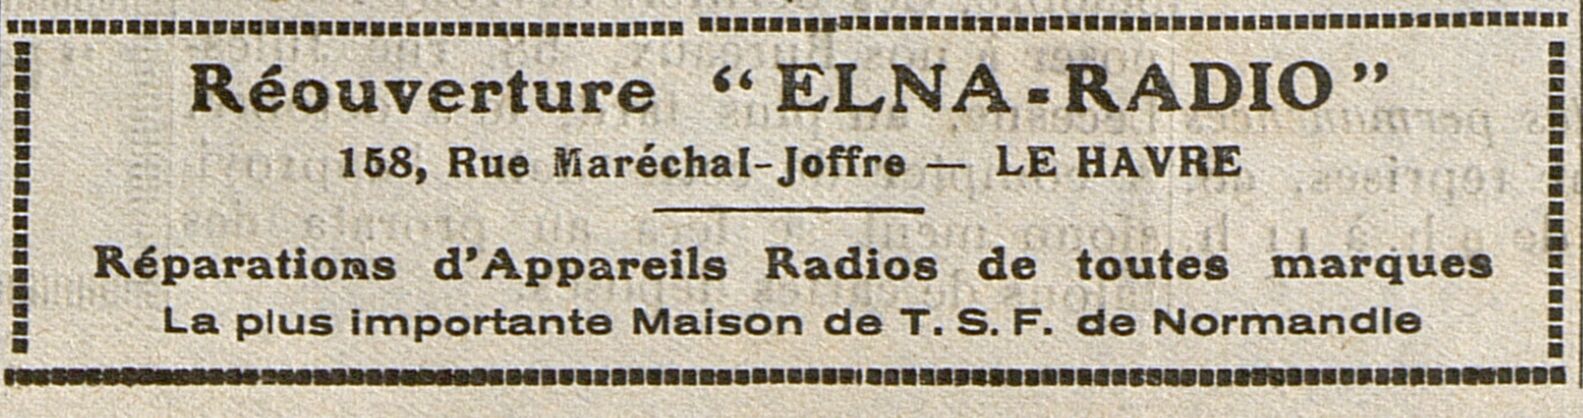 Réouverture “ELNA-RADIO”
158, Rue Maréchal-Joffre — LE HAVRE
Réparations d'Appareils Radios de toutes marques
La plus importante Maison de T. S. F. de Normandie